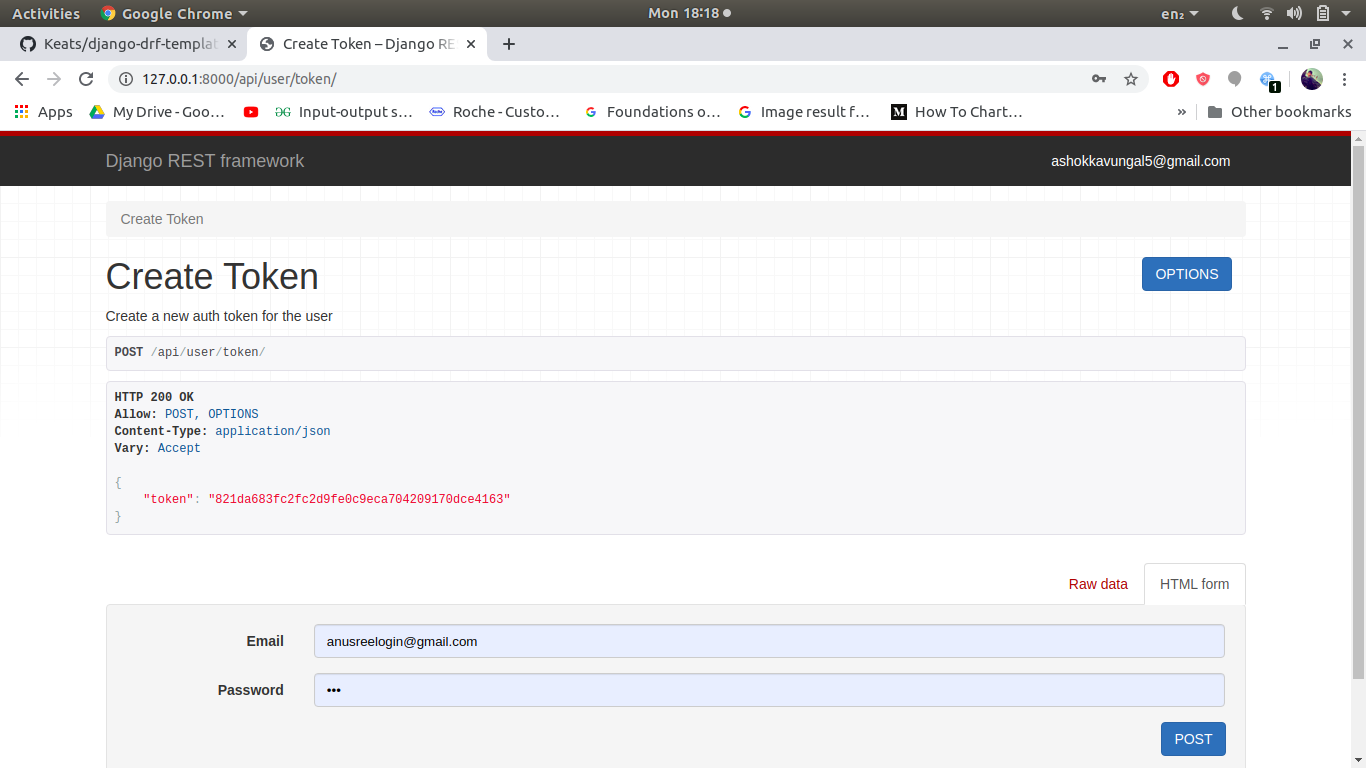 Activities Google Chrome Mon 18:18 en₂
Keats/django-drf-templat Create Token – Django RE
127.0.0.1:8000/api/user/token/
1
Apps My Drive - Goo… Input-output s… Roche - Custo… Foundations o… Image result f… M How To Chart… » Other bookmarks
Django REST framework ashokkavungal5@gmail.com
Create Token
Create Token OPTIONS
Create a new auth token for the user
POST /api/user/token/
HTTP 200 OK
Allow: POST, OPTIONS
Content-Type: application/json
Vary: Accept
{
"token": "821da683fc2fc2d9fe0c9eca704209170dce4163"
}
Raw data HTML form
Email anusreelogin@gmail.com
Password •••
POST